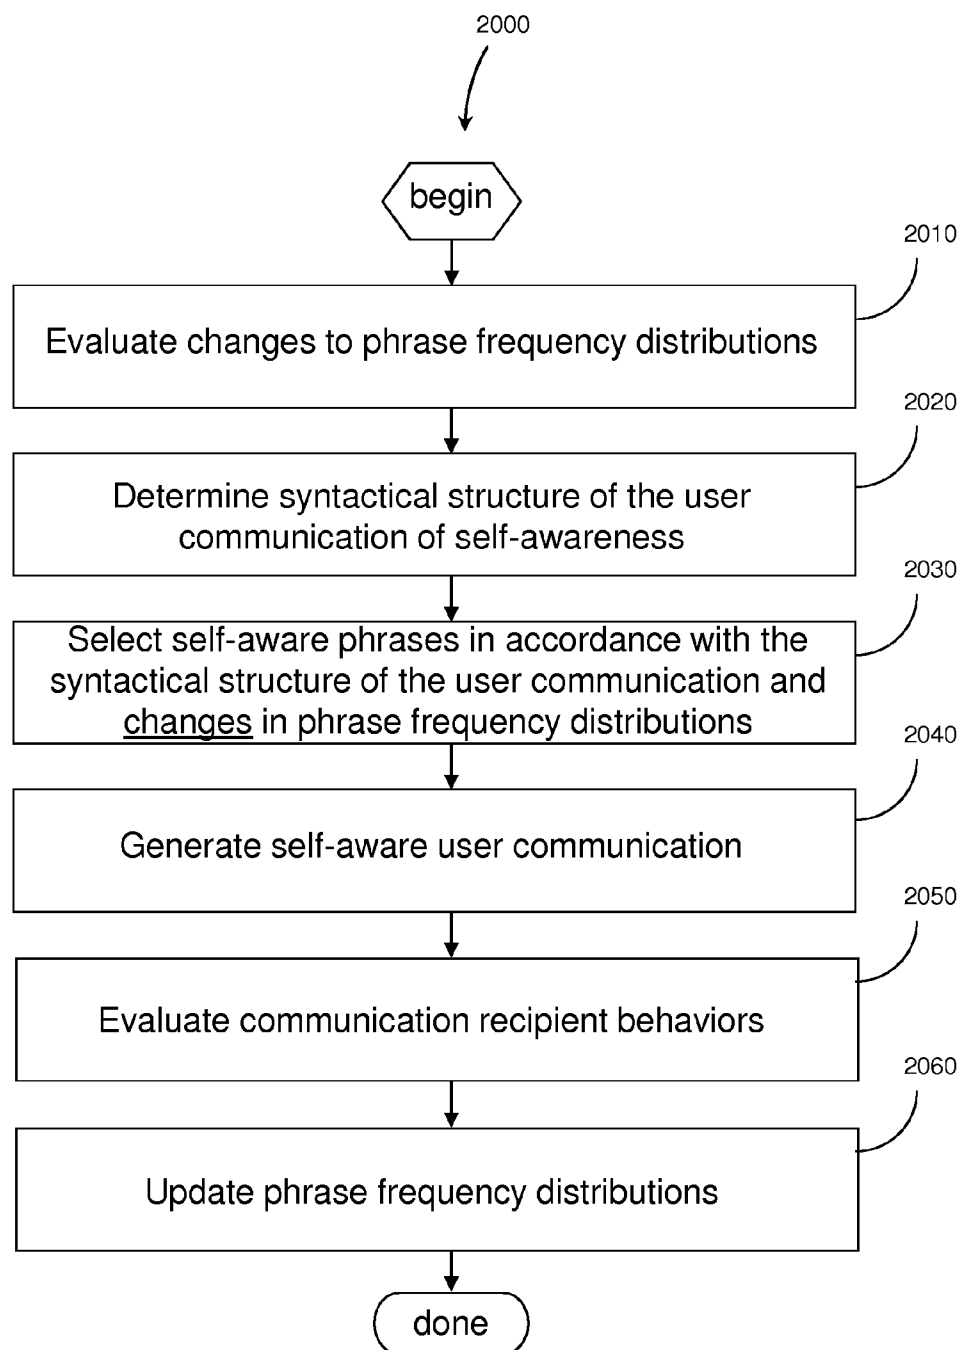 2000
begin
2010
Evaluate changes to phrase frequency distributions
2020
Determine syntactical structure of the user
communication of self-awareness
2030
Select self-aware phrases in accordance with the
syntactical structure of the user communication and
changes in phrase frequency distributions
2040
Generate self-aware user communication
2050
Evaluate communication recipient behaviors
2060
Update phrase frequency distributions
done